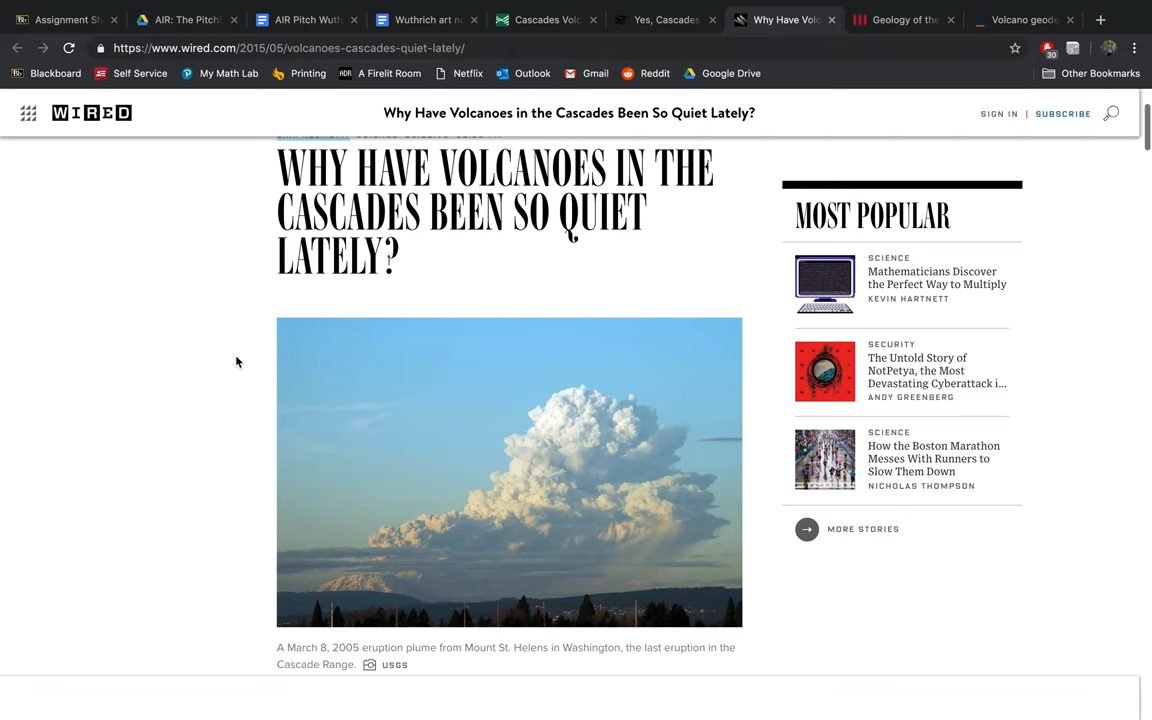 Assignment Sh
AIR: The Pitch!
AIR Pitch Wuth
Wuthrich art n
Cascades Volc
Yes, Cascades
Why Have Volc
Geology of the
Volcano geode
https://www.wired.com/2015/05/volcanoes-cascades-quiet-lately/
30
Bb Blackboard
Self Service
My Math Lab
Printing
ADR A Firelit Room
Netflix
Outlook
Gmail
Reddit
Google Drive
Other Bookmarks
WIRED
Why Have Volcanoes in the Cascades Been So Quiet Lately?
SIGN IN | SUBSCRIBE
WHY HAVE VOLCANOES IN THE
CASCADES BEEN SO QUIET
LATELY?
A March 8, 2005 eruption plume from Mount St. Helens in Washington, the last eruption in the
Cascade Range. USGS
MOST POPULAR
SCIENCE
Mathematicians Discover
the Perfect Way to Multiply
KEVIN HARTNETT
SECURITY
The Untold Story of
NotPetya, the Most
Devastating Cyberattack i...
ANDY GREENBERG
SCIENCE
How the Boston Marathon
Messes With Runners to
Slow Them Down
NICHOLAS THOMPSON
MORE STORIES